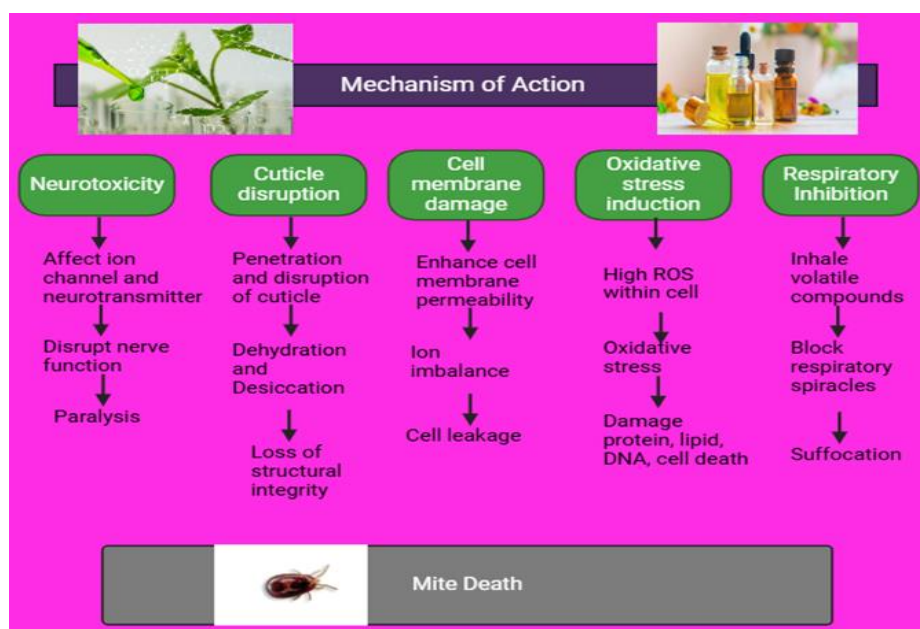 Mechanism of Action
Neurotoxicity
Affect ion
channel and
neurotransmitter
Disrupt nerve
function
Paralysis
Cuticle
disruption
Penetration
and disruption
of cuticle
Dehydration
and
Desiccation
Loss of
structural
integrity
Cell
membrane
damage
Enhance cell
membrane
permeability
Ion
imbalance
Cell leakage
Oxidative
stress
induction
High ROS
within cell
Oxidative
stress
Damage
protein, lipid,
DNA, cell death
Respiratory
Inhibition
Inhale
volatile
compounds
Block
respiratory
spiracles
Suffocation
Mite Death